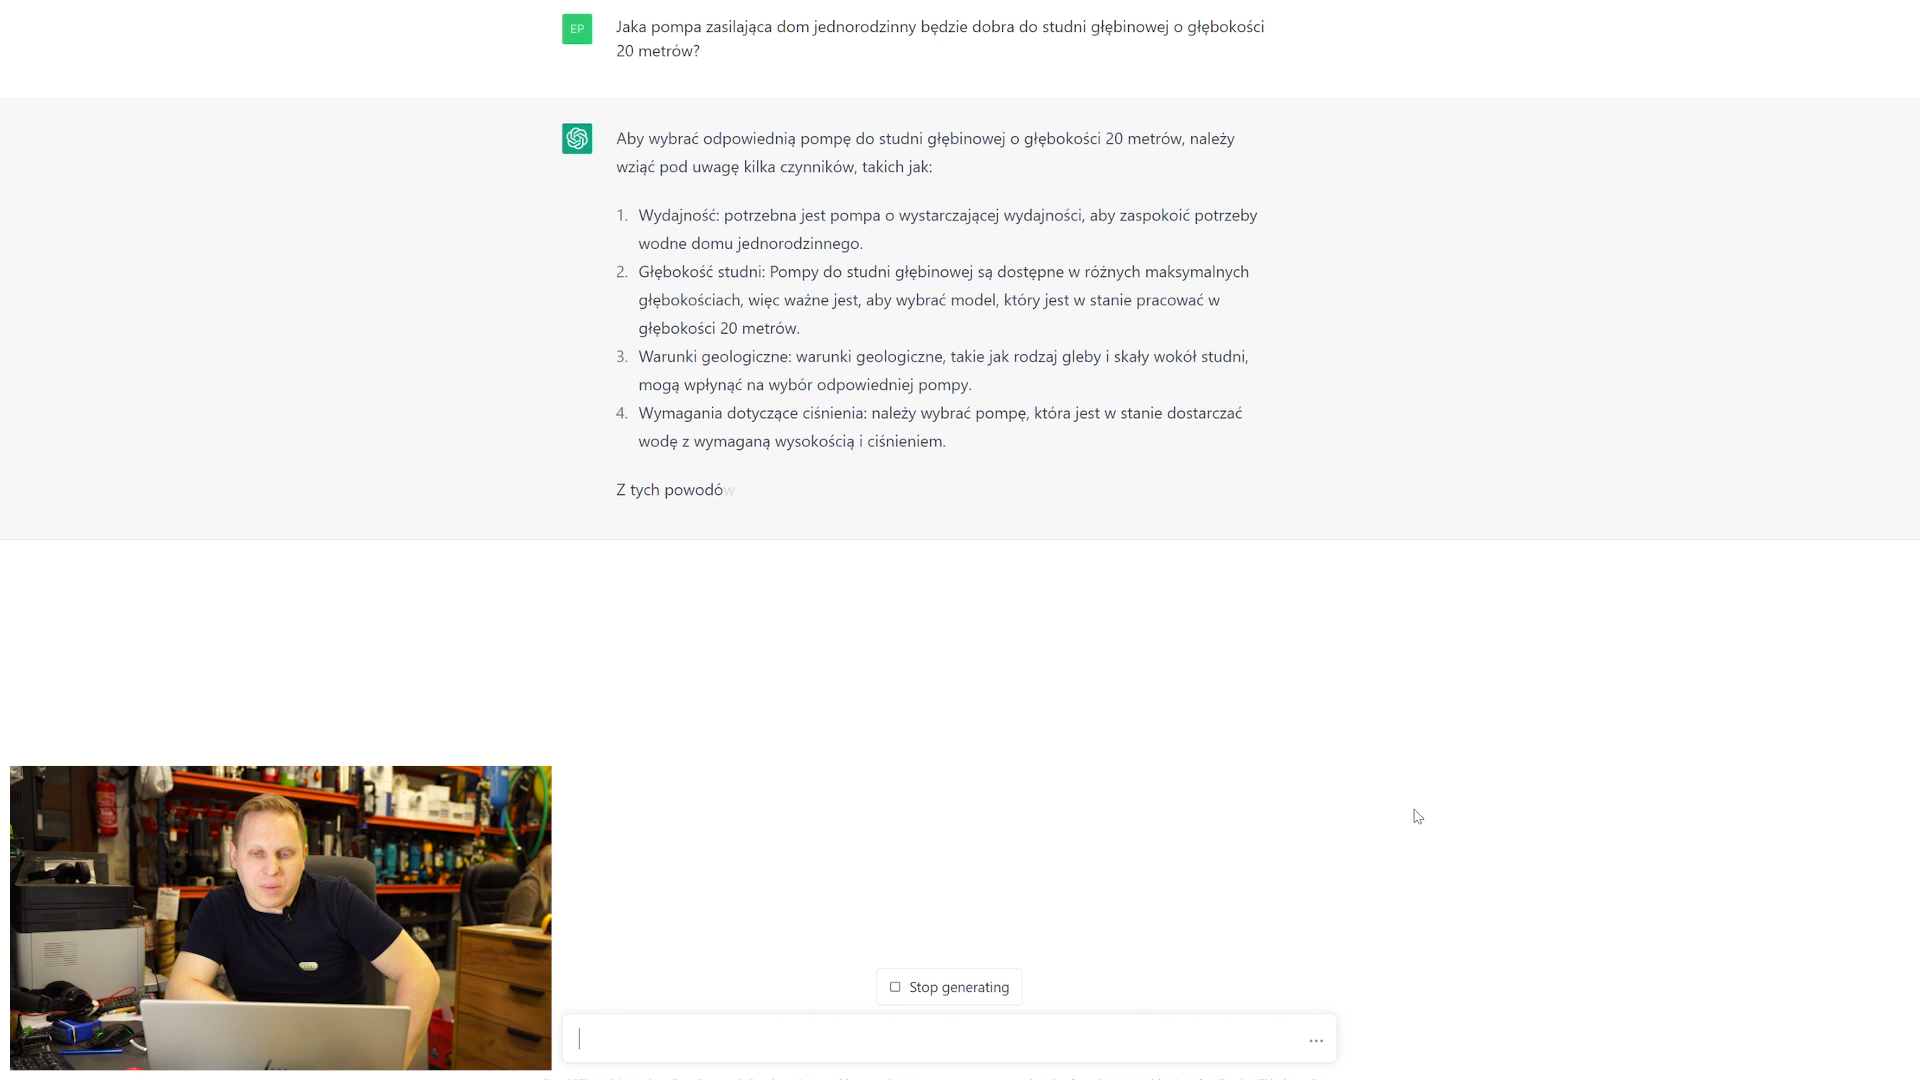 EP
Jaka pompa zasilająca dom jednorodzinny będzie dobra do studni głębinowej o głębokości
20 metrów?
Aby wybrać odpowiednią pompę do studni głębinowej o głębokości 20 metrów, należy
wziąć pod uwagę kilka czynników, takich jak:
1. Wydajność: potrzebna jest pompa o wystarczającej wydajności, aby zaspokoić potrzeby
wodne domu jednorodzinnego.
2. Głębokość studni: Pompy do studni głębinowej są dostępne w różnych maksymalnych
głębokościach, więc ważne jest, aby wybrać model, który jest w stanie pracować w
głębokości 20 metrów.
3. Warunki geologiczne: warunki geologiczne, takie jak rodzaj gleby i skały wokół studni,
mogą wpłynąć na wybór odpowiedniej pompy.
4. Wymagania dotyczące ciśnienia: należy wybrać pompę, która jest w stanie dostarczać
wodę z wymaganą wysokością i ciśnieniem.
Z tych powodów
Stop generating
...